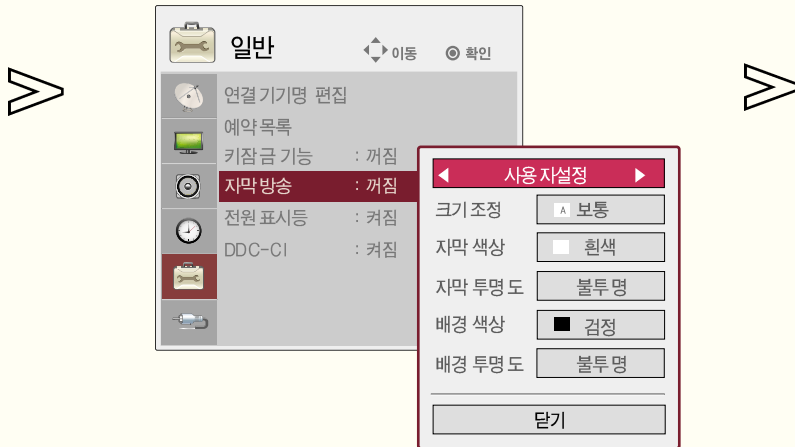 일반 이동 확인
연결 기기명 편집
예약 목록
키잠금 기능 : 꺼짐
자막 방송 : 꺼짐
전원 표시등 : 켜짐
DDC-CI : 켜짐
사용자설정
크기 조정 A 보통
자막 색상 흰색
자막 투명도 불투명
배경 색상 검정
배경 투명도 불투명
닫기